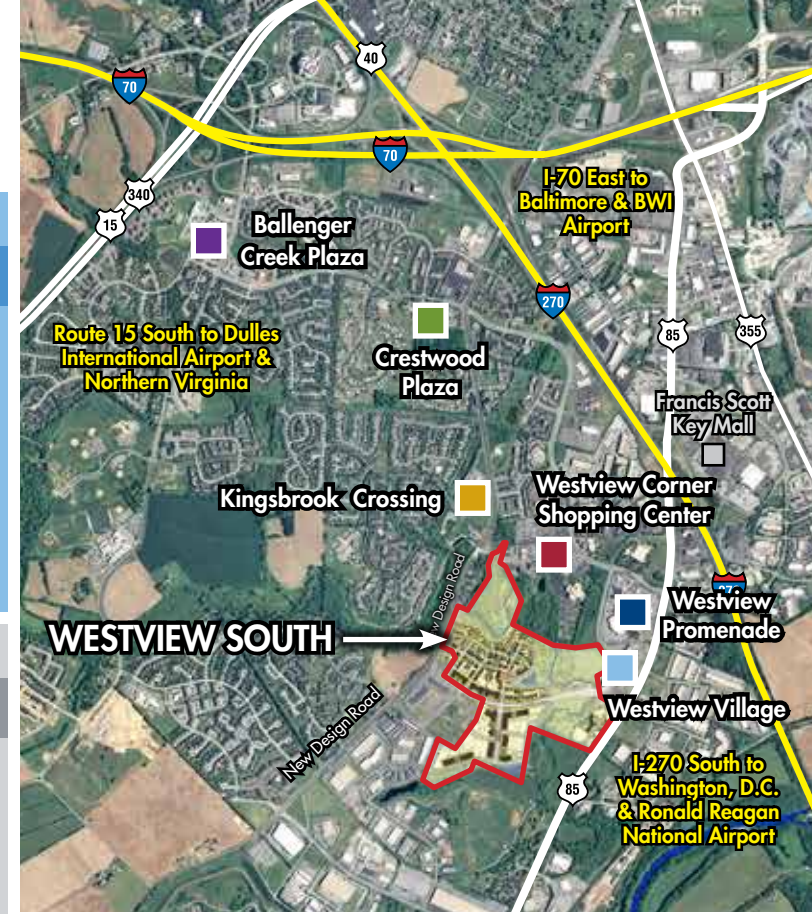 40
70
70
340
15
Ballenger
Creek Plaza
I-70 East to
Baltimore & BWI
Airport
270
85
355
Route 15 South to Dulles
International Airport &
Northern Virginia
Crestwood
Plaza
Francis Scott
Key Mall
Kingsbrook Crossing
Westview Corner
Shopping Center
Design Road
Westview
Promenade
WESTVIEW SOUTH
Westview Village
New Design Road
I-270 South to
Washington, D.C.
& Ronald Reagan
National Airport
85